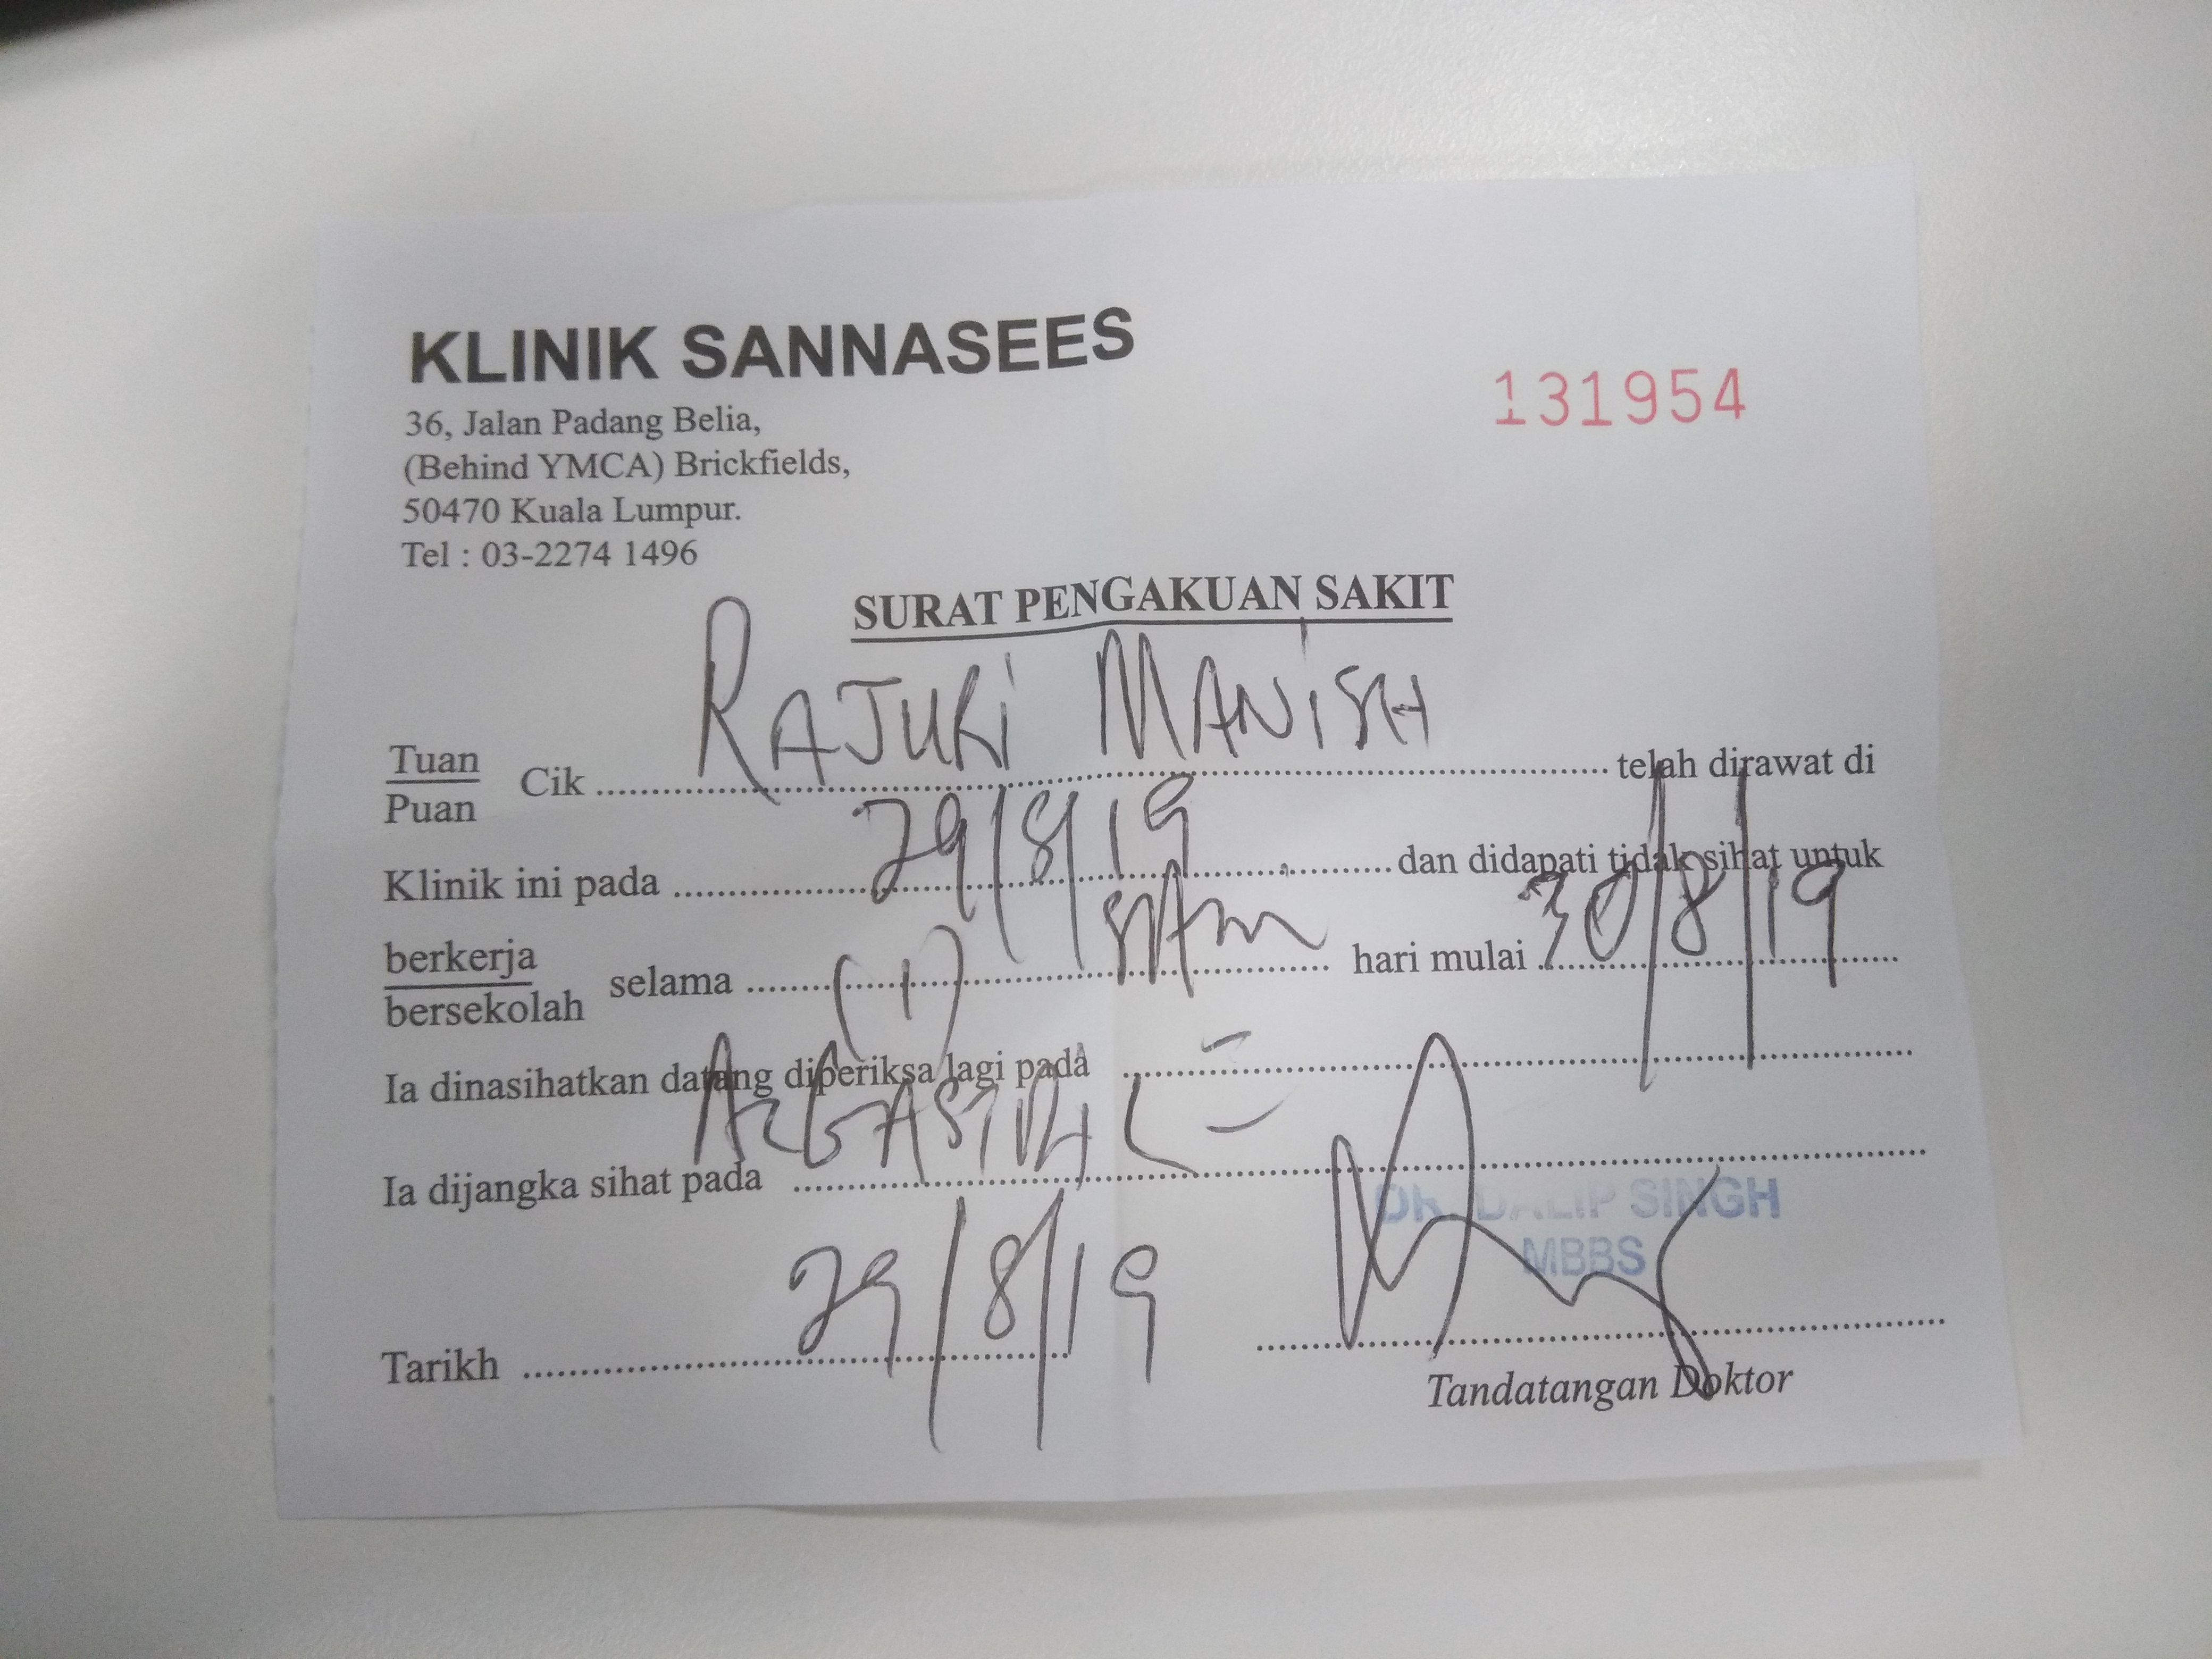 KLINIK SANNASEES
36, Jalan Padang Belia,
(Behind YMCA) Brickfields,
50470 Kuala Lumpur.
Tel : 03-2274 1496
131954
SURAT PENGAKUAN SAKIT
Tuan
Puan
Cik RAJUKI MANISH telah dirawat di
Klinik ini pada 29/8/19 dan didapati tidak sihat untuk
berkerja
bersekolah
selama (1) hari mulai 30/8/19
Ia dinasihatkan datang diperiksa lagi pada
Ia dijangka sihat pada
DR. DALIP SINGH
MBBS
Tarikh 29/8/19
Tandatangan Doktor